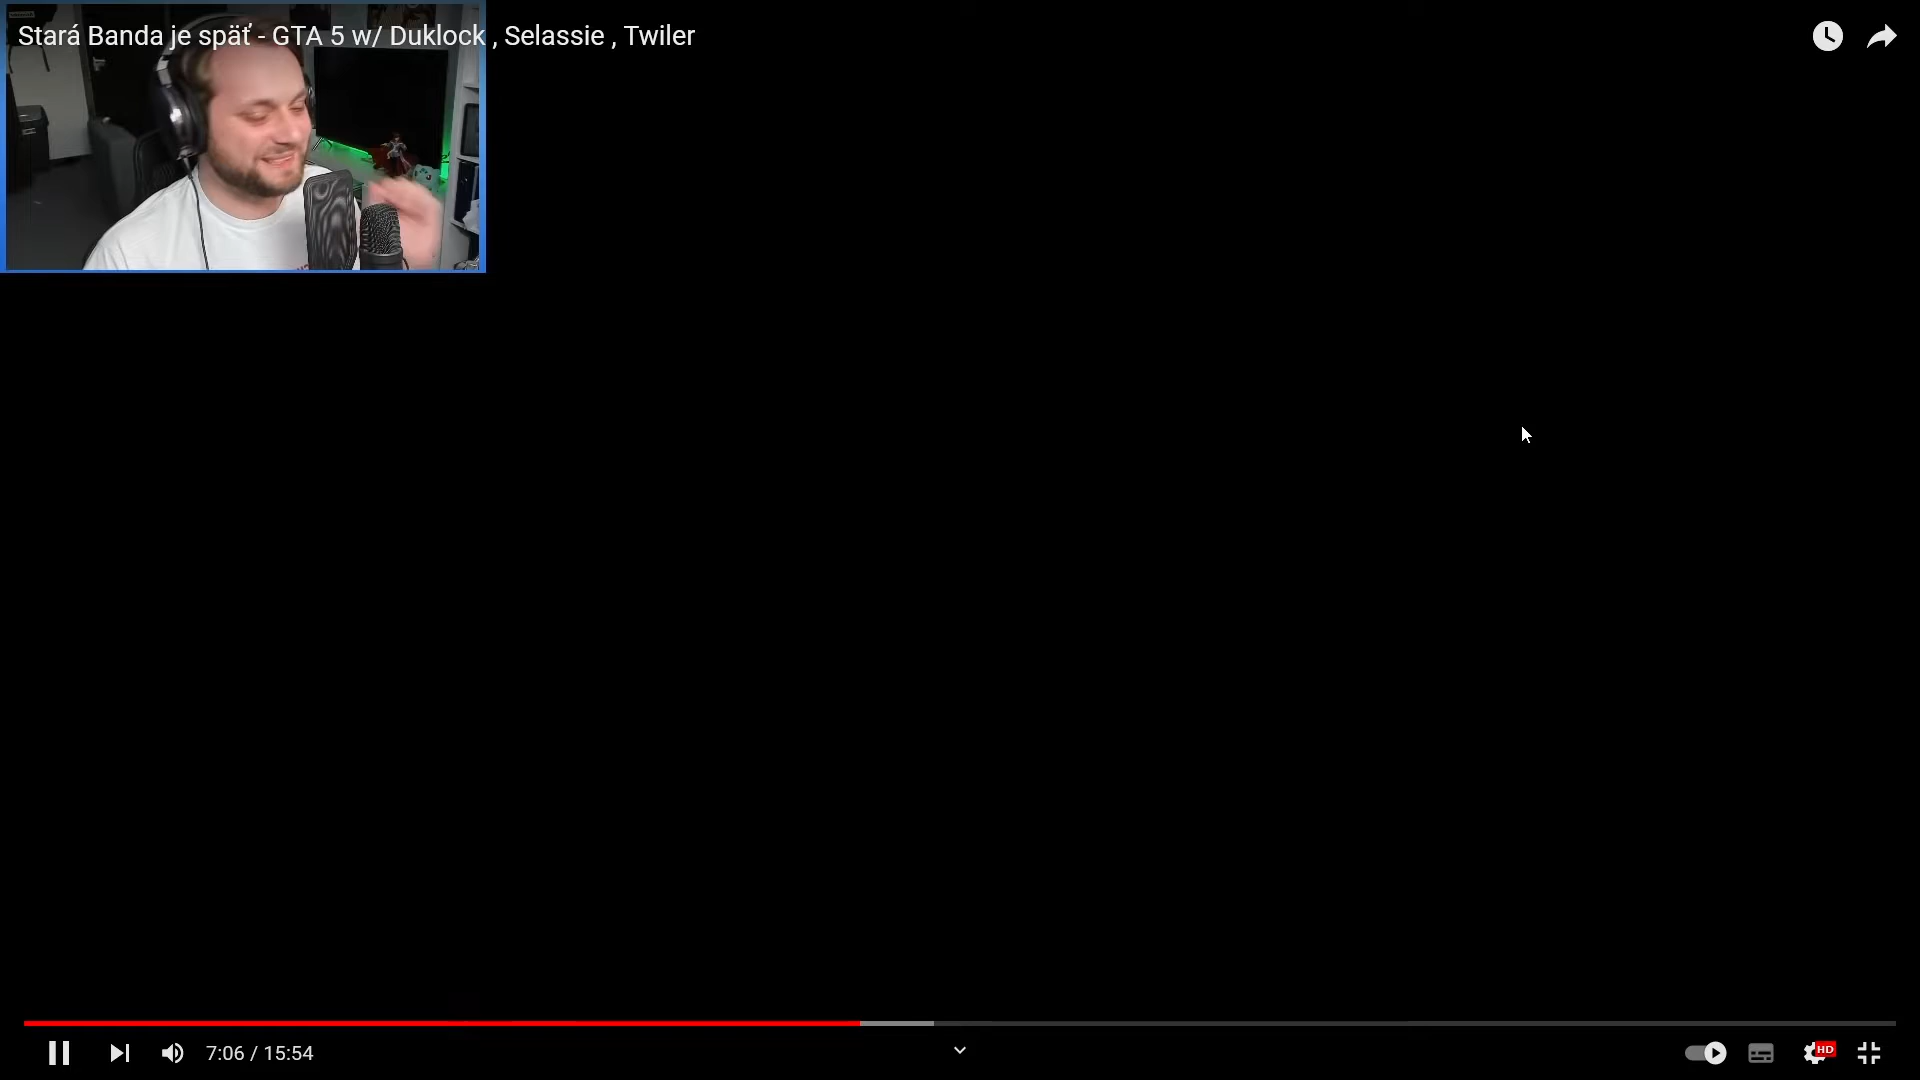 Stará Banda je späť - GTA 5 w/ Duklock , Selassie , Twiler
7:06 / 15:54
HD